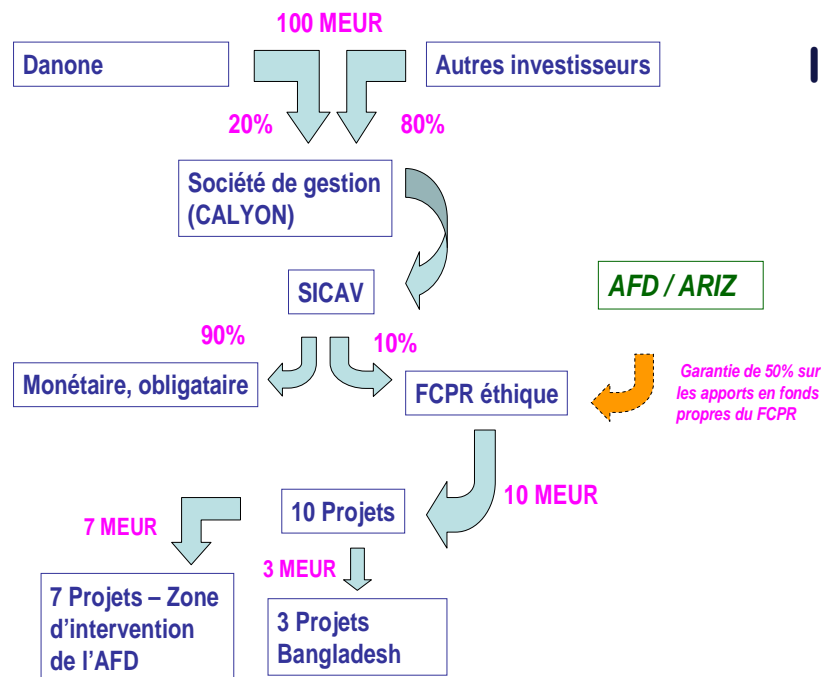 100 MEUR
Danone
Autres investisseurs
20%
80%
Société de gestion
(CALYON)
SICAV
AFD / ARIZ
90%
10%
Monétaire, obligataire
FCPR éthique
Garantie de 50% sur
les apports en fonds
propres du FCPR
10 Projets
10 MEUR
7 MEUR
3 MEUR
7 Projets – Zone
d’intervention
de l’AFD
3 Projets
Bangladesh